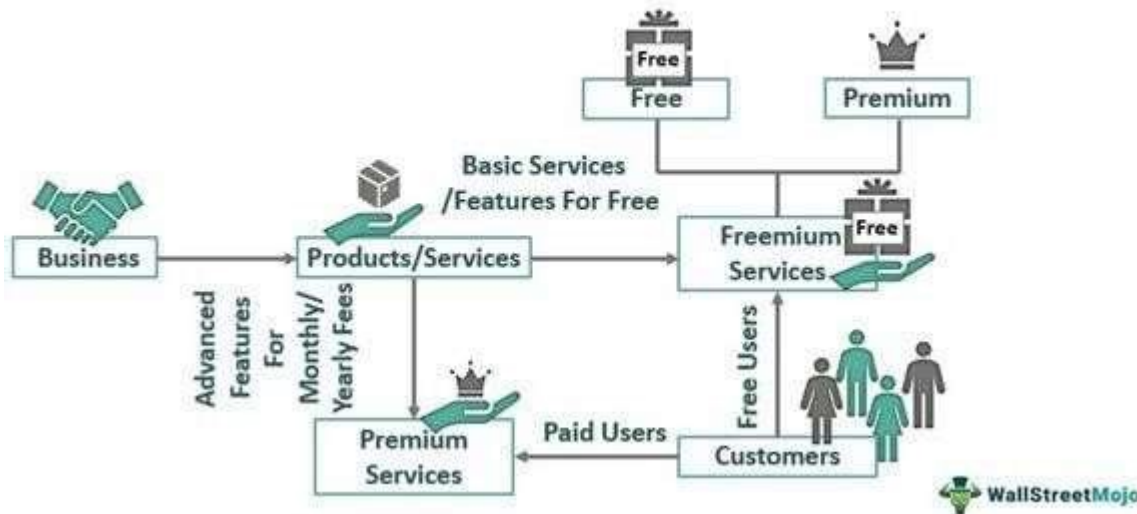 Free
Free
Premium
Basic Services
/Features For Free
Business
Products/Services
Freemium
Services
Free
Advanced
Features
For
Monthly/
Yearly Fees
Free Users
Premium
Services
Paid Users
Customers
WallStreetMojo